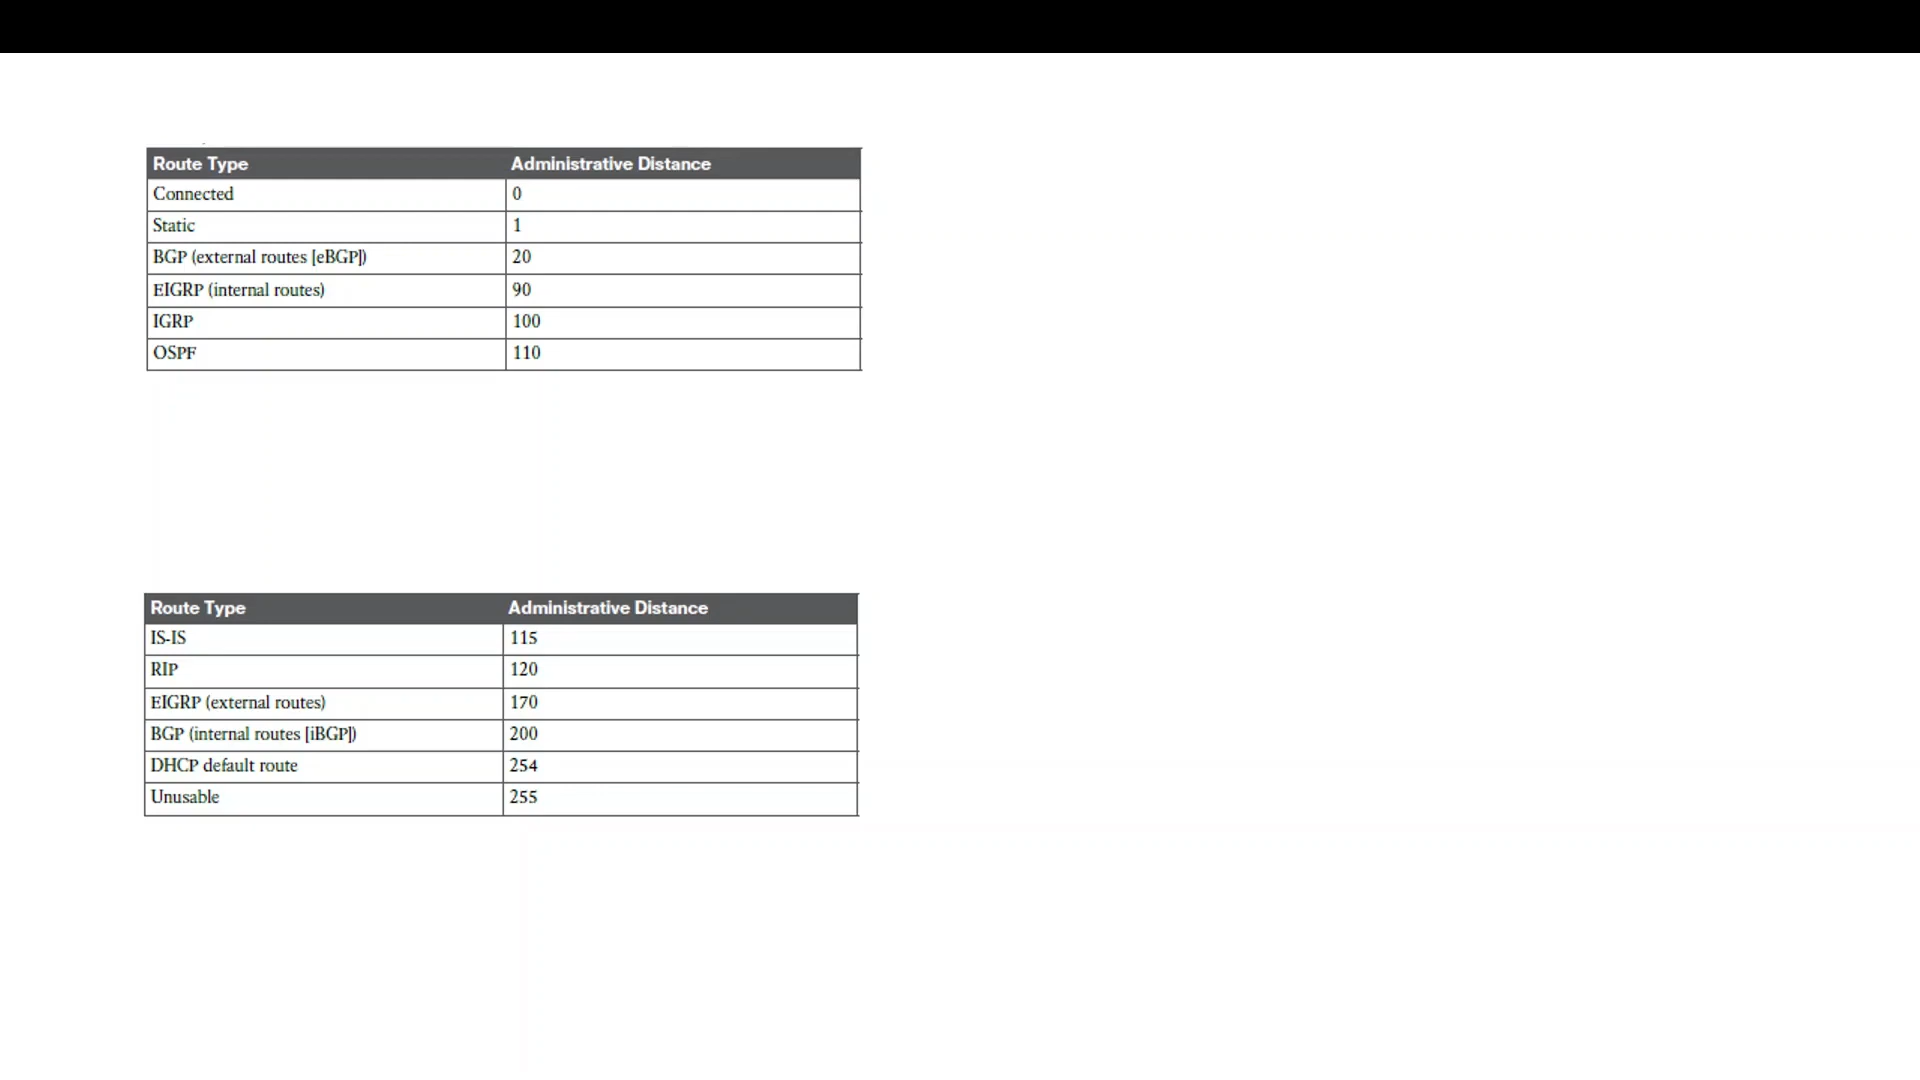 Route Type Administrative Distance
Connected 0
Static 1
BGP (external routes [eBGP]) 20
EIGRP (internal routes) 90
IGRP 100
OSPF 110
Route Type Administrative Distance
IS-IS 115
RIP 120
EIGRP (external routes) 170
BGP (internal routes [iBGP]) 200
DHCP default route 254
Unusable 255